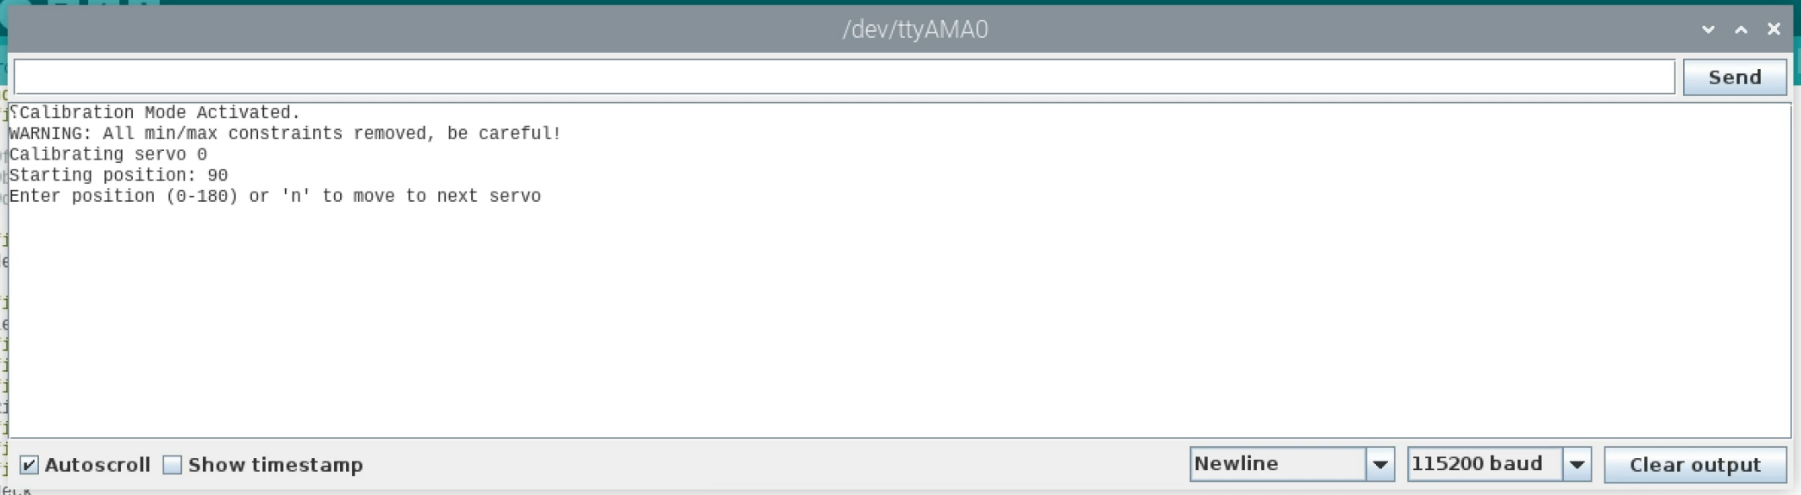 /dev/ttyAMA0
Send
⸮Calibration Mode Activated.
WARNING: All min/max constraints removed, be careful!
Calibrating servo 0
Starting position: 90
Enter position (0-180) or 'n' to move to next servo
Autoscroll
Show timestamp
Newline
115200 baud
Clear output